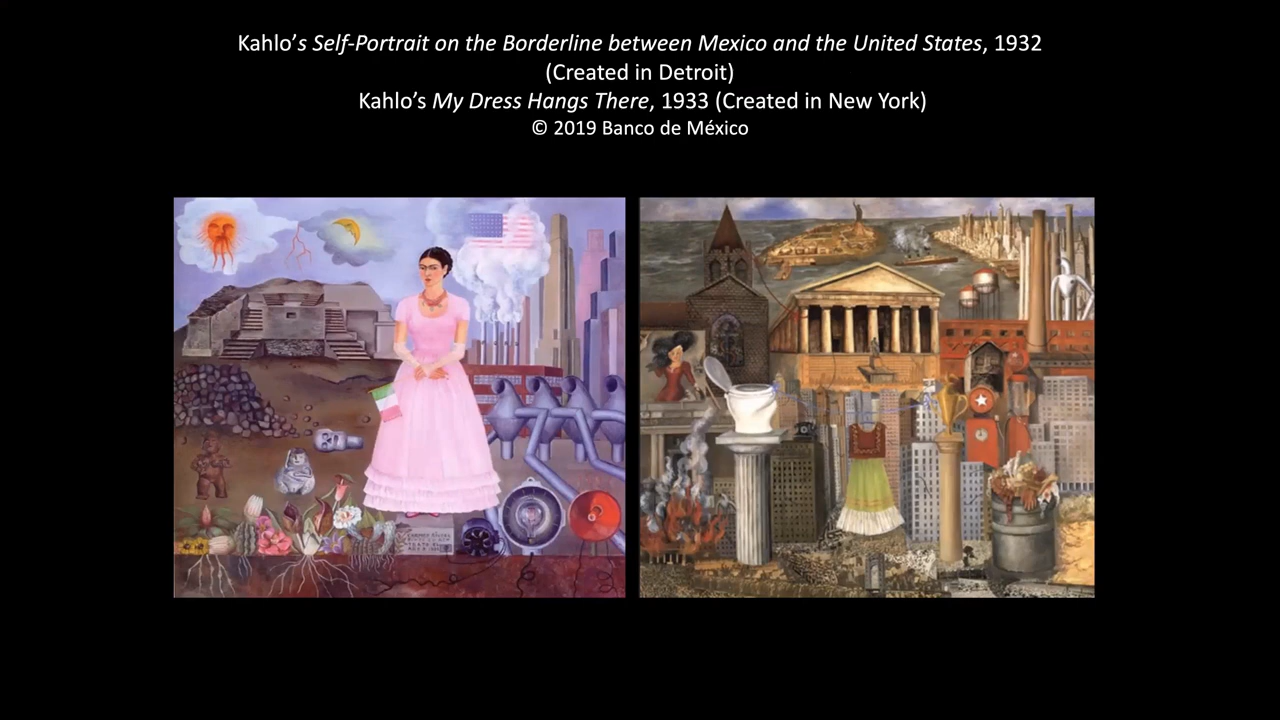 Kahlo's Self-Portrait on the Borderline between Mexico and the United States, 1932
(Created in Detroit)
Kahlo's My Dress Hangs There, 1933 (Created in New York)
© 2019 Banco de México